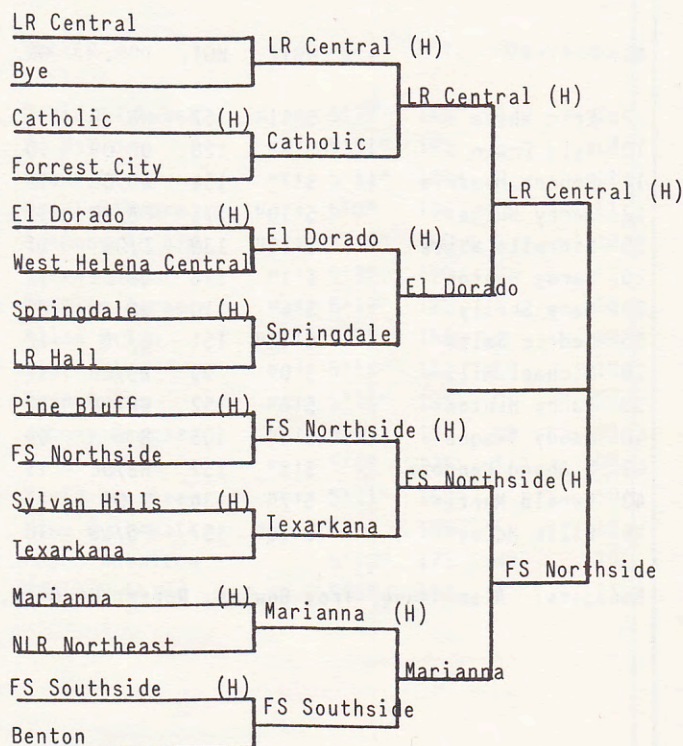 LR Central
LR Central (H)
Bye
LR Central (H)
Catholic (H)
Catholic
Forrest City
LR Central (H)
El Dorado (H)
El Dorado (H)
West Helena Central
El Dorado
Springdale (H)
Springdale
LR Hall
Pine Bluff (H)
FS Northside (H)
FS Northside
FS Northside(H)
Sylvan Hills (H)
Texarkana
Texarkana
FS Northside
Marianna (H)
Marianna (H)
NLR Northeast
Marianna
FS Southside (H)
FS Southside
Benton